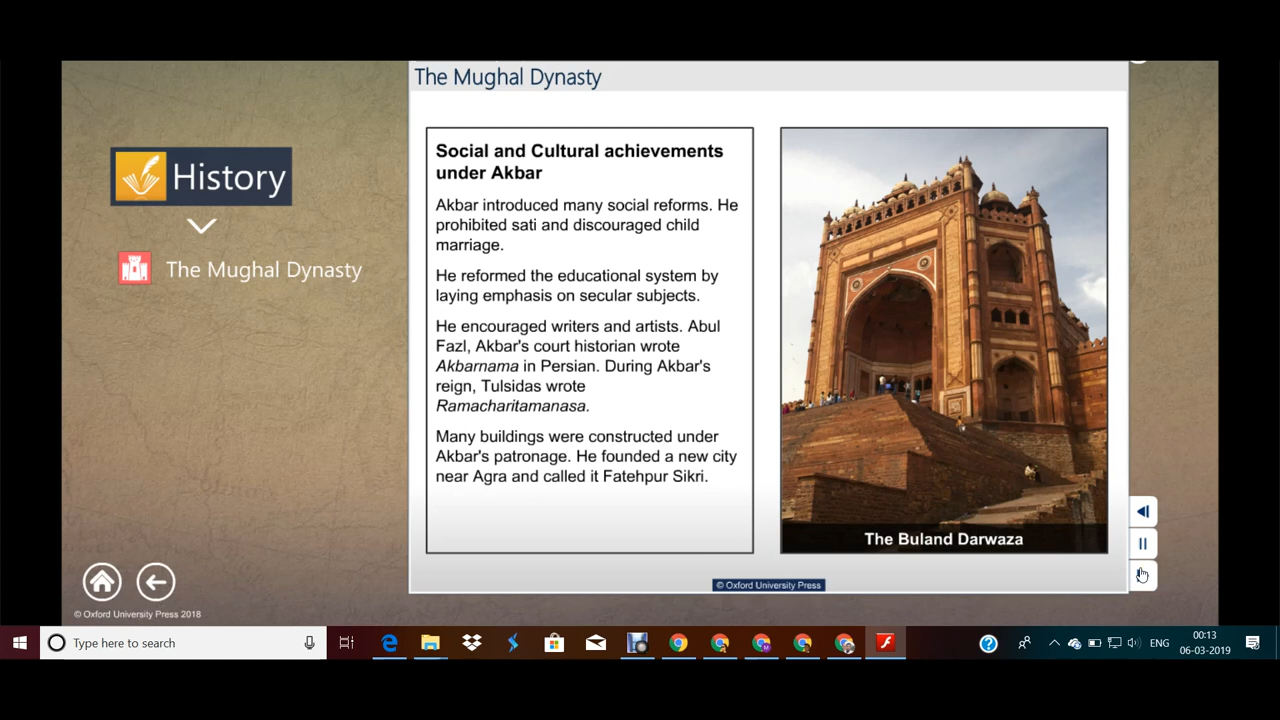 The Mughal Dynasty
History
The Mughal Dynasty
Social and Cultural achievements
under Akbar
Akbar introduced many social reforms. He
prohibited sati and discouraged child
marriage.
He reformed the educational system by
laying emphasis on secular subjects.
He encouraged writers and artists. Abul
Fazl, Akbar's court historian wrote
Akbarnama in Persian. During Akbar's
reign, Tulsidas wrote
Ramacharitamanasa.
Many buildings were constructed under
Akbar's patronage. He founded a new city
near Agra and called it Fatehpur Sikri.
The Buland Darwaza
© Oxford University Press
© Oxford University Press 2018
Type here to search
ENG
00:13
06-03-2019